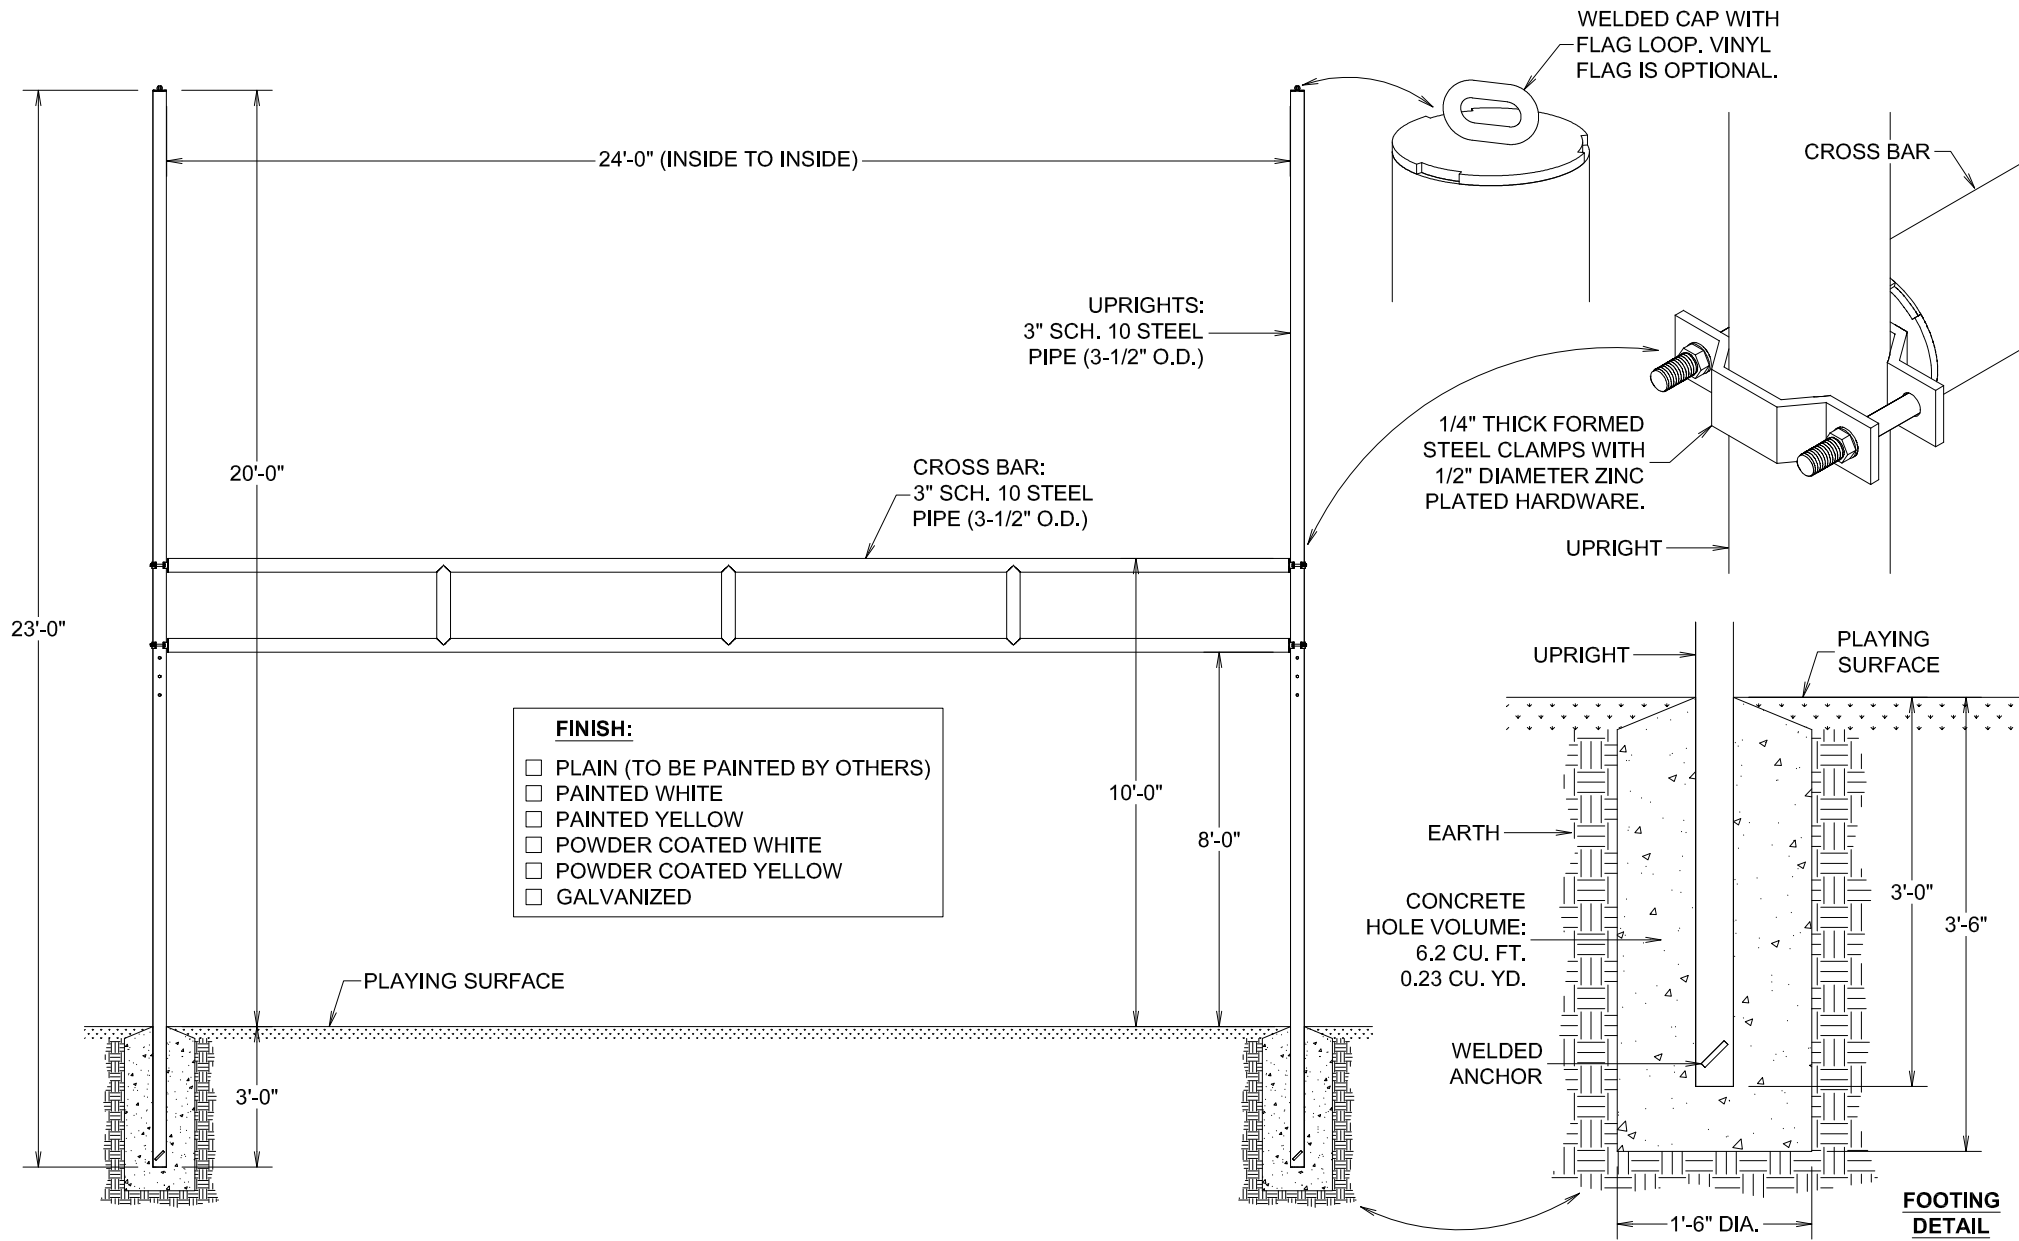 WELDED CAP WITH
FLAG LOOP. VINYL
FLAG IS OPTIONAL.
24'-0" (INSIDE TO INSIDE)
CROSS BAR
UPRIGHTS:
3" SCH. 10 STEEL
PIPE (3-1/2" O.D.)
20'-0"
CROSS BAR:
3" SCH. 10 STEEL
PIPE (3-1/2" O.D.)
1/4" THICK FORMED
STEEL CLAMPS WITH
1/2" DIAMETER ZINC
PLATED HARDWARE.
UPRIGHT
23'-0"
UPRIGHT
PLAYING
SURFACE
FINISH:
PLAIN (TO BE PAINTED BY OTHERS)
PAINTED WHITE
PAINTED YELLOW
POWDER COATED WHITE
POWDER COATED YELLOW
GALVANIZED
10'-0"
8'-0"
EARTH
3'-0"
3'-6"
CONCRETE
HOLE VOLUME:
6.2 CU. FT.
0.23 CU. YD.
PLAYING SURFACE
WELDED
ANCHOR
3'-0"
1'-6" DIA.
FOOTING
DETAIL